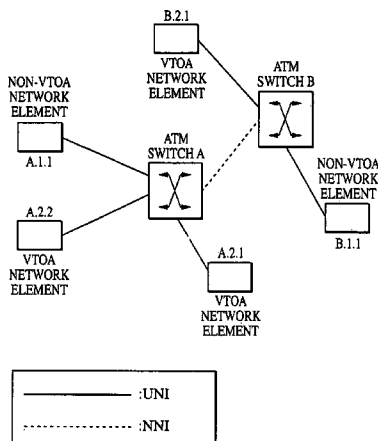 B.2.1
VTOA
NETWORK
ELEMENT
ATM
SWITCH B
NON-VTOA
NETWORK
ELEMENT
A.1.1
ATM
SWITCH A
NON-VTOA
NETWORK
ELEMENT
B.1.1
A.2.2
VTOA
NETWORK
ELEMENT
A.2.1
VTOA
NETWORK
ELEMENT
:UNI
:NNI